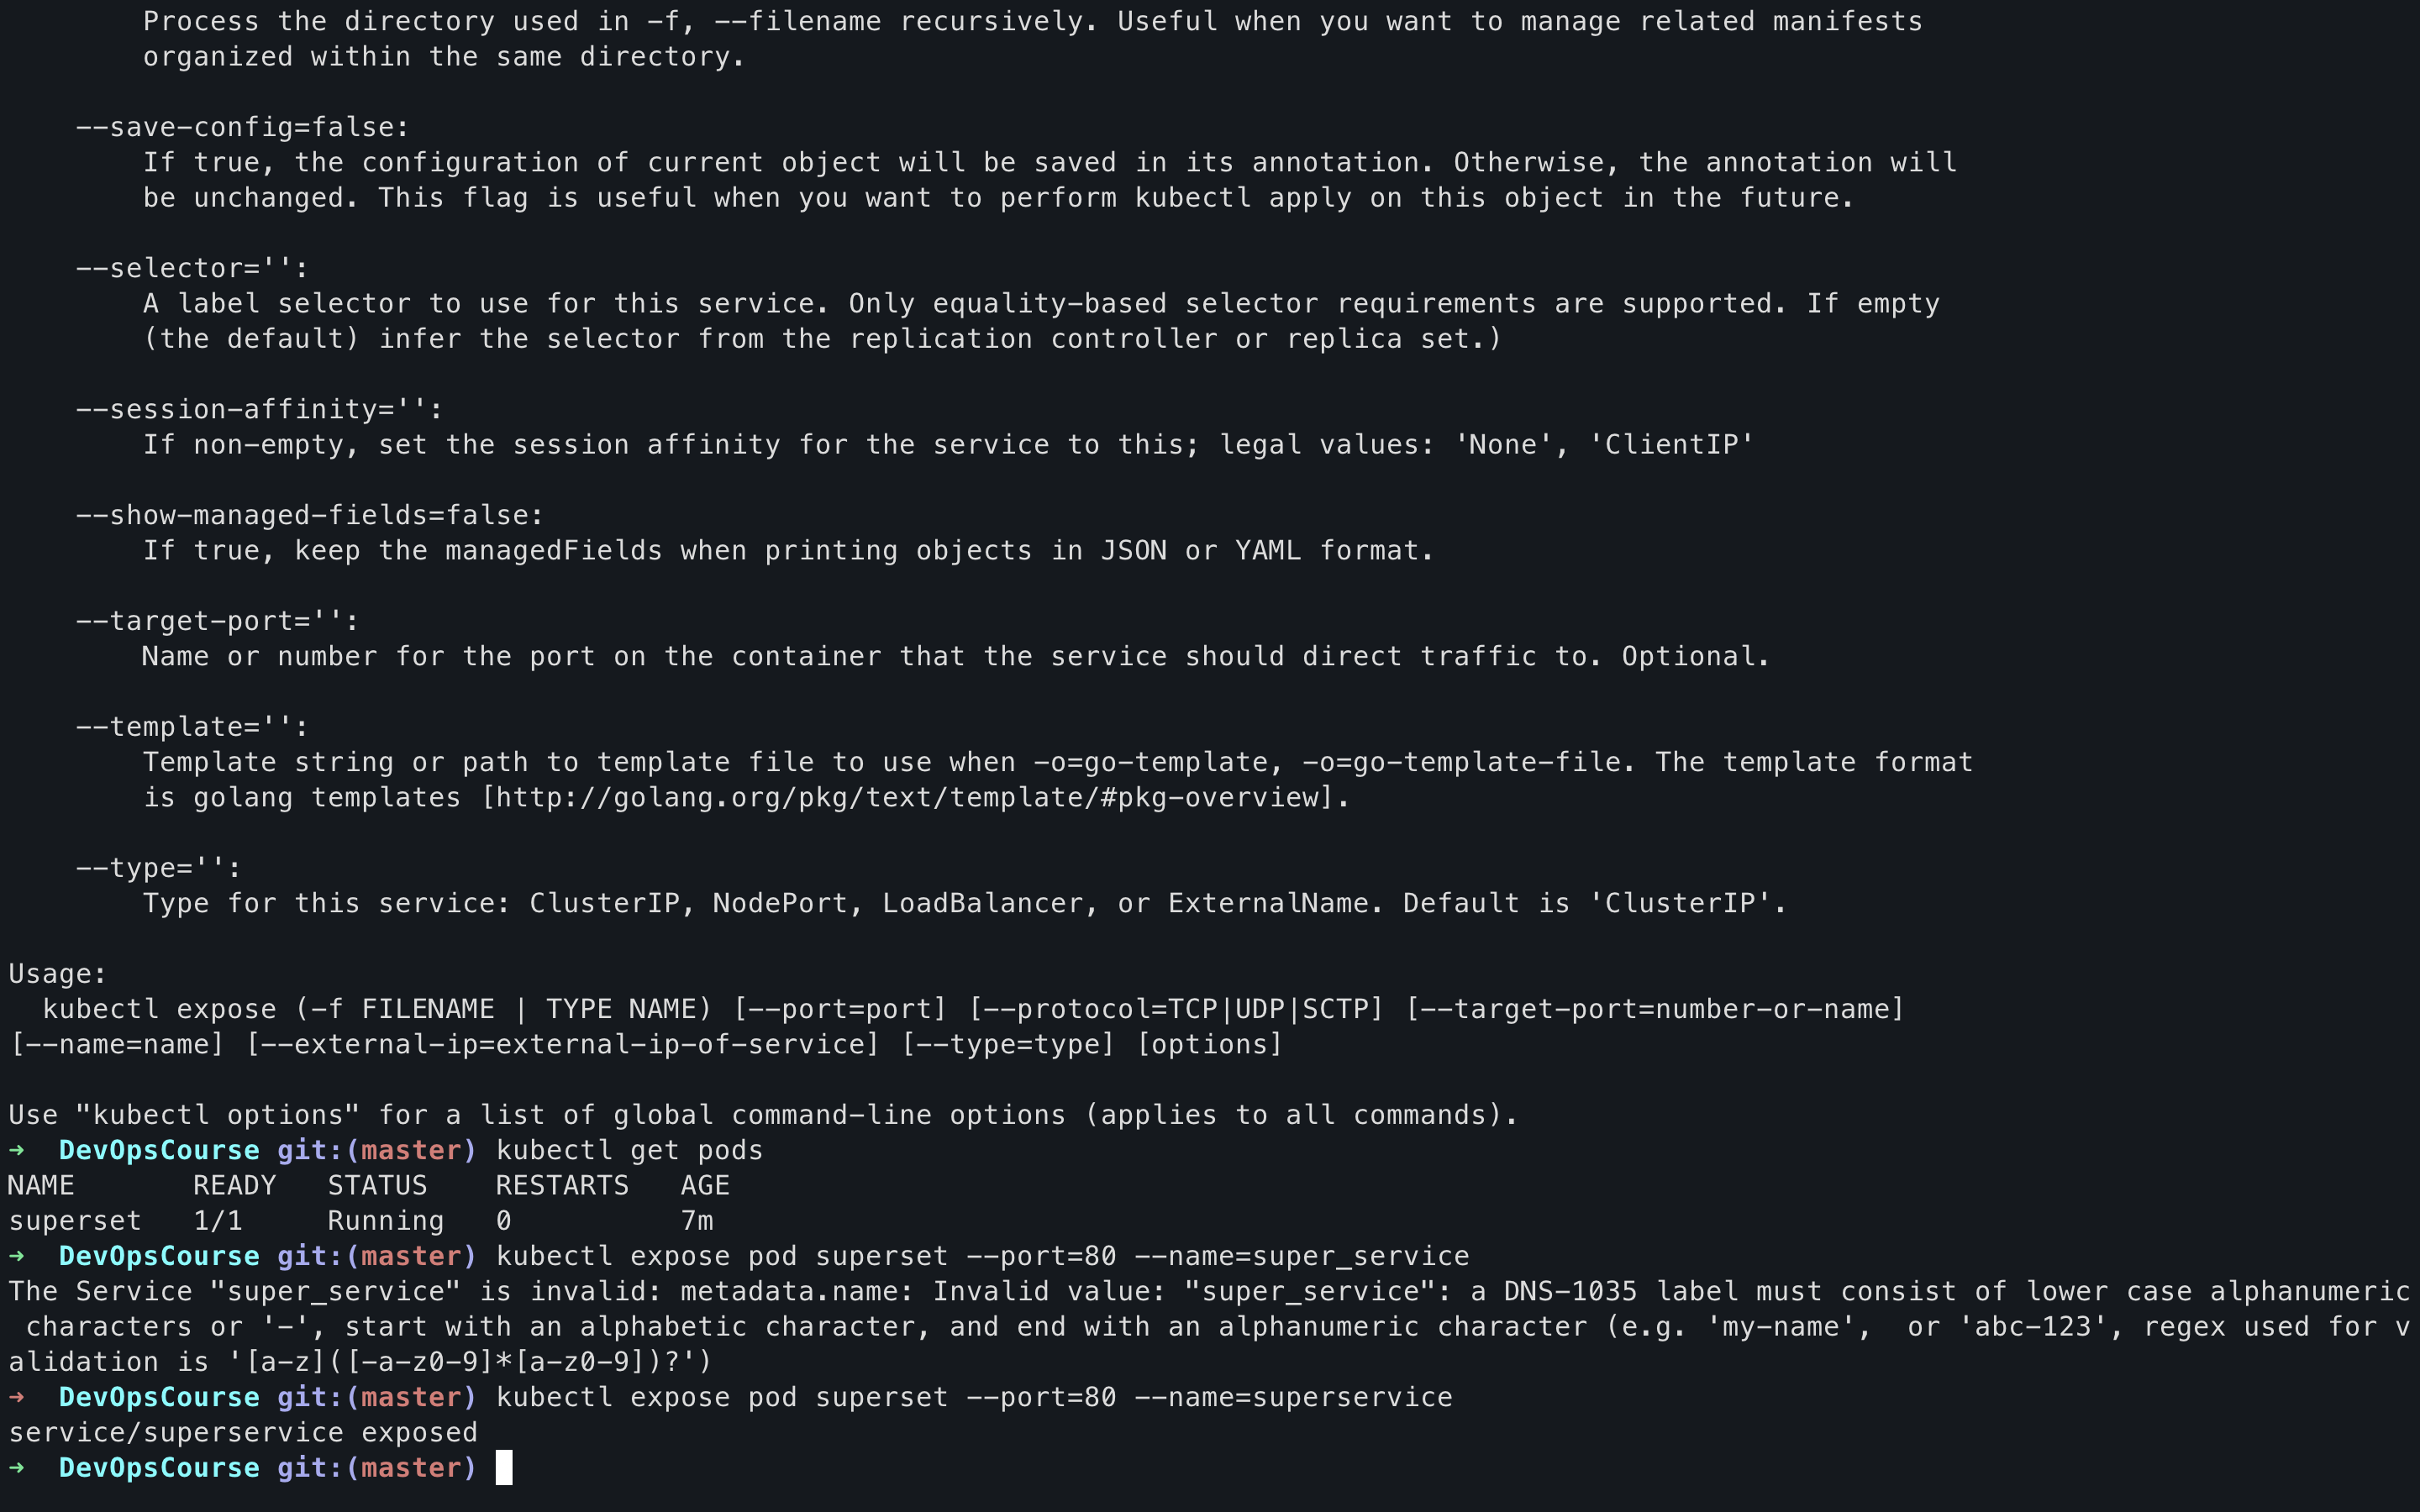 Process the directory used in -f, --filename recursively. Useful when you want to manage related manifests
        organized within the same directory.

    --save-config=false:
        If true, the configuration of current object will be saved in its annotation. Otherwise, the annotation will
        be unchanged. This flag is useful when you want to perform kubectl apply on this object in the future.

    --selector='':
        A label selector to use for this service. Only equality-based selector requirements are supported. If empty
        (the default) infer the selector from the replication controller or replica set.)

    --session-affinity='':
        If non-empty, set the session affinity for the service to this; legal values: 'None', 'ClientIP'

    --show-managed-fields=false:
        If true, keep the managedFields when printing objects in JSON or YAML format.

    --target-port='':
        Name or number for the port on the container that the service should direct traffic to. Optional.

    --template='':
        Template string or path to template file to use when -o=go-template, -o=go-template-file. The template format
        is golang templates [http://golang.org/pkg/text/template/#pkg-overview].

    --type='':
        Type for this service: ClusterIP, NodePort, LoadBalancer, or ExternalName. Default is 'ClusterIP'.

Usage:
  kubectl expose (-f FILENAME | TYPE NAME) [--port=port] [--protocol=TCP|UDP|SCTP] [--target-port=number-or-name]
[--name=name] [--external-ip=external-ip-of-service] [--type=type] [options]

Use "kubectl options" for a list of global command-line options (applies to all commands).
➜  DevOpsCourse git:(master) kubectl get pods
NAME       READY   STATUS    RESTARTS   AGE
superset   1/1     Running   0          7m
➜  DevOpsCourse git:(master) kubectl expose pod superset --port=80 --name=super_service
The Service "super_service" is invalid: metadata.name: Invalid value: "super_service": a DNS-1035 label must consist of lower case alphanumeric
 characters or '-', start with an alphabetic character, and end with an alphanumeric character (e.g. 'my-name',  or 'abc-123', regex used for v
alidation is '[a-z]([-a-z0-9]*[a-z0-9])?')
➜  DevOpsCourse git:(master) kubectl expose pod superset --port=80 --name=superservice
service/superservice exposed
➜  DevOpsCourse git:(master)